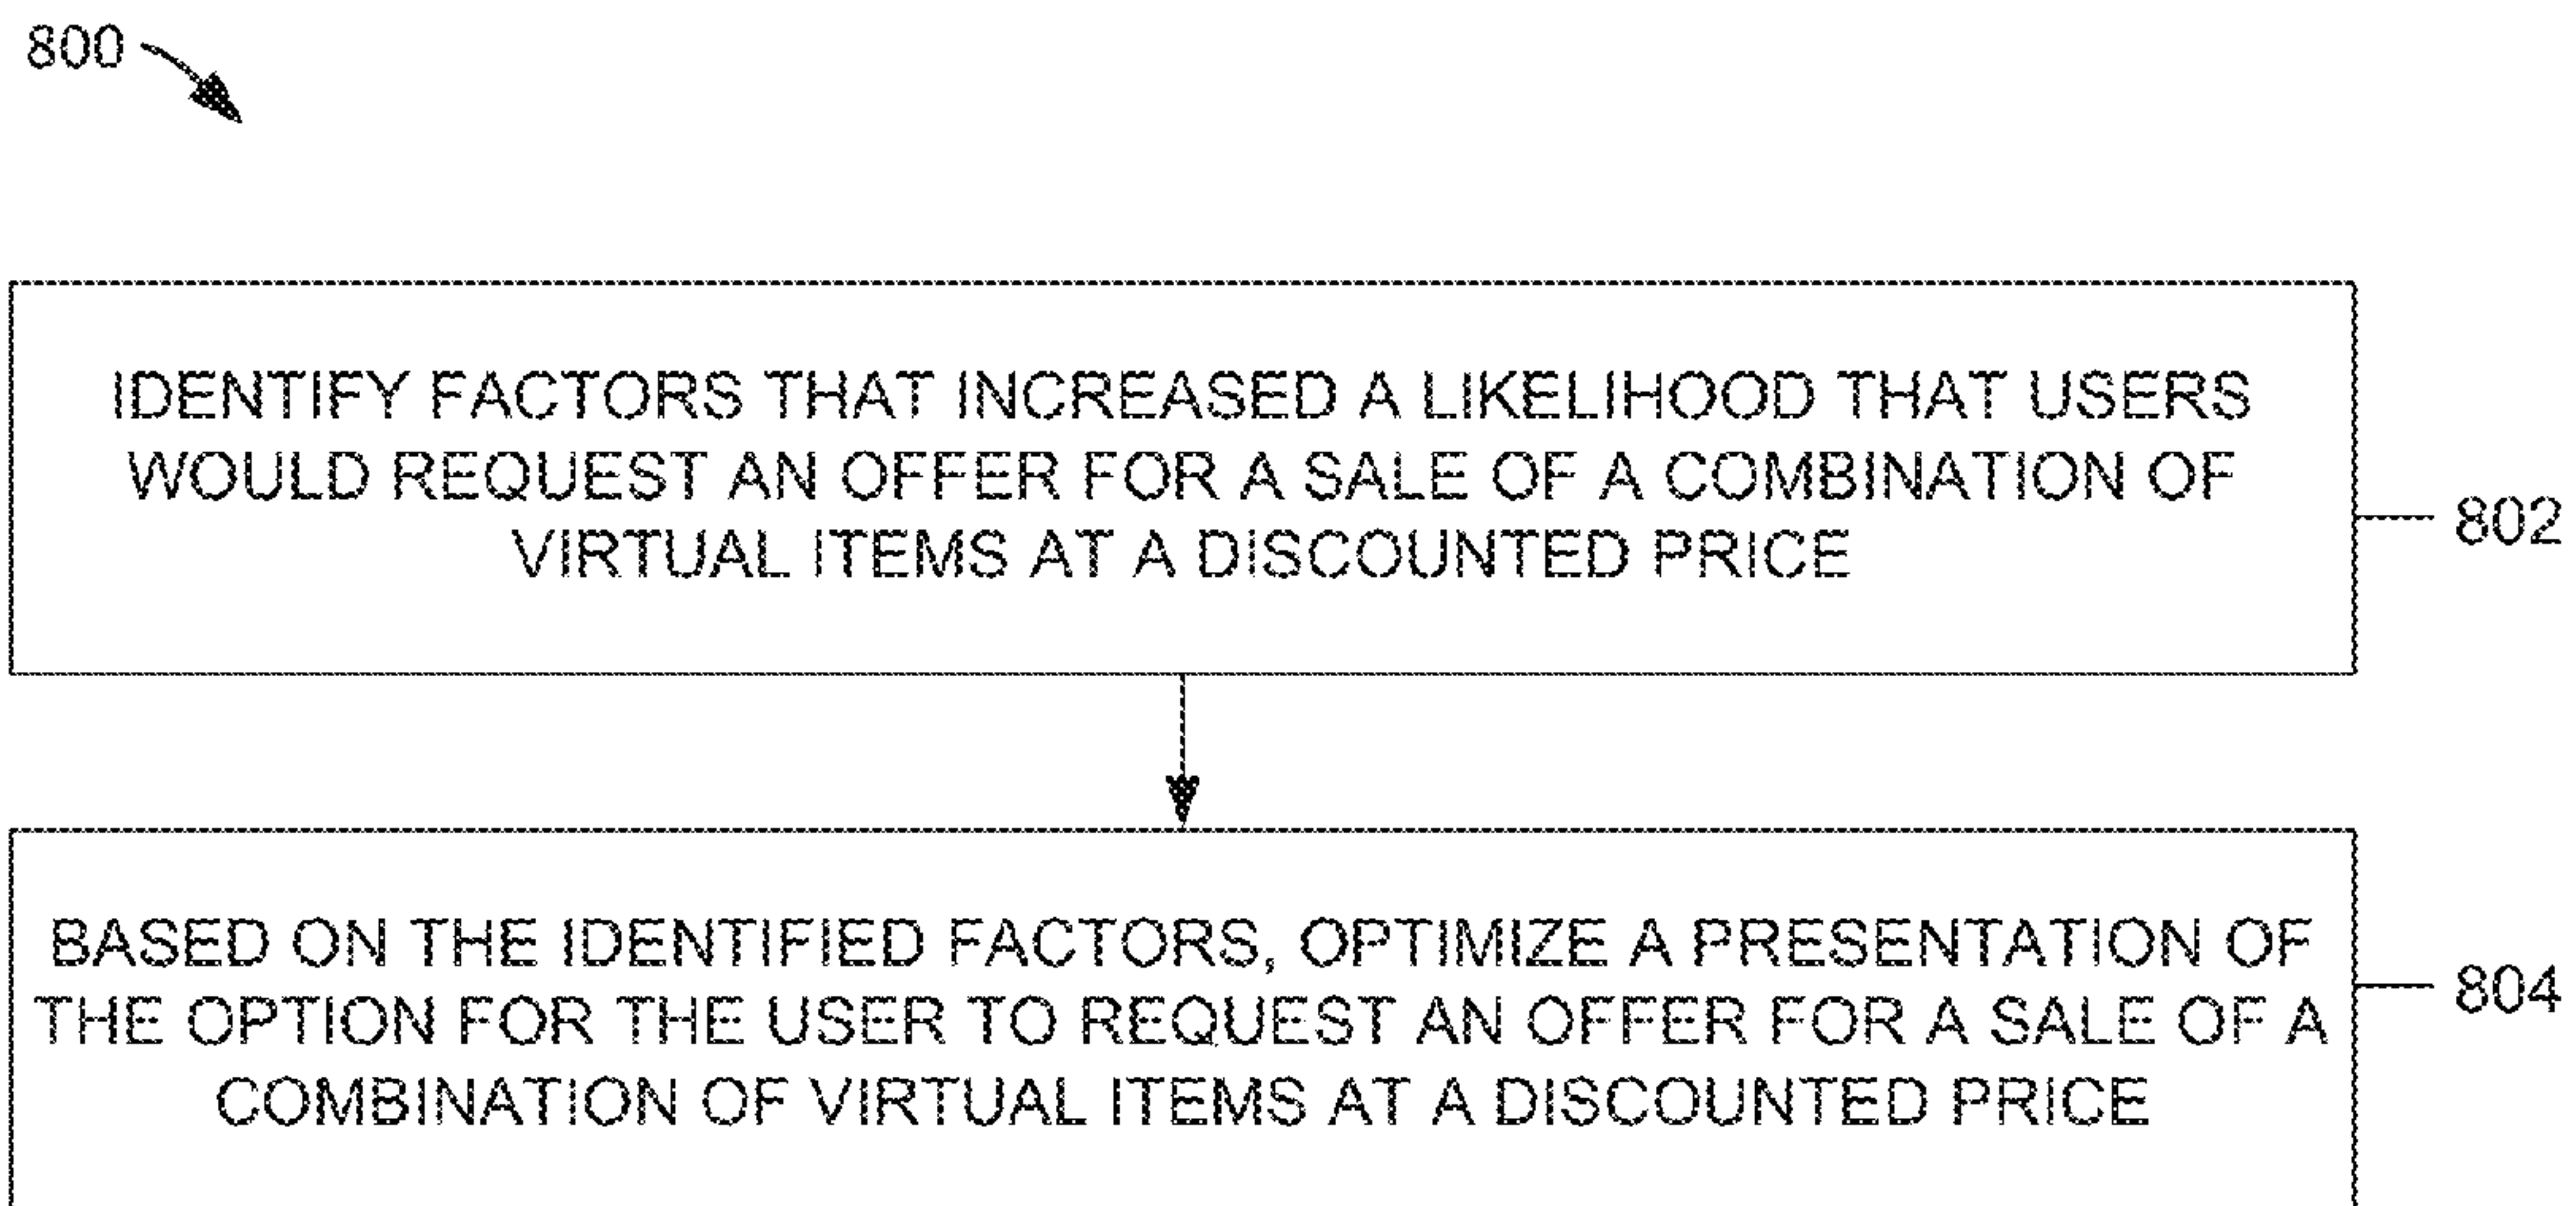 800
IDENTIFY FACTORS THAT INCREASED A LIKELIHOOD THAT USERS
WOULD REQUEST AN OFFER FOR A SALE OF A COMBINATION OF
VIRTUAL ITEMS AT A DISCOUNTED PRICE
802
BASED ON THE IDENTIFIED FACTORS, OPTIMIZE A PRESENTATION OF
THE OPTION FOR THE USER TO REQUEST AN OFFER FOR A SALE OF A
COMBINATION OF VIRTUAL ITEMS AT A DISCOUNTED PRICE
804